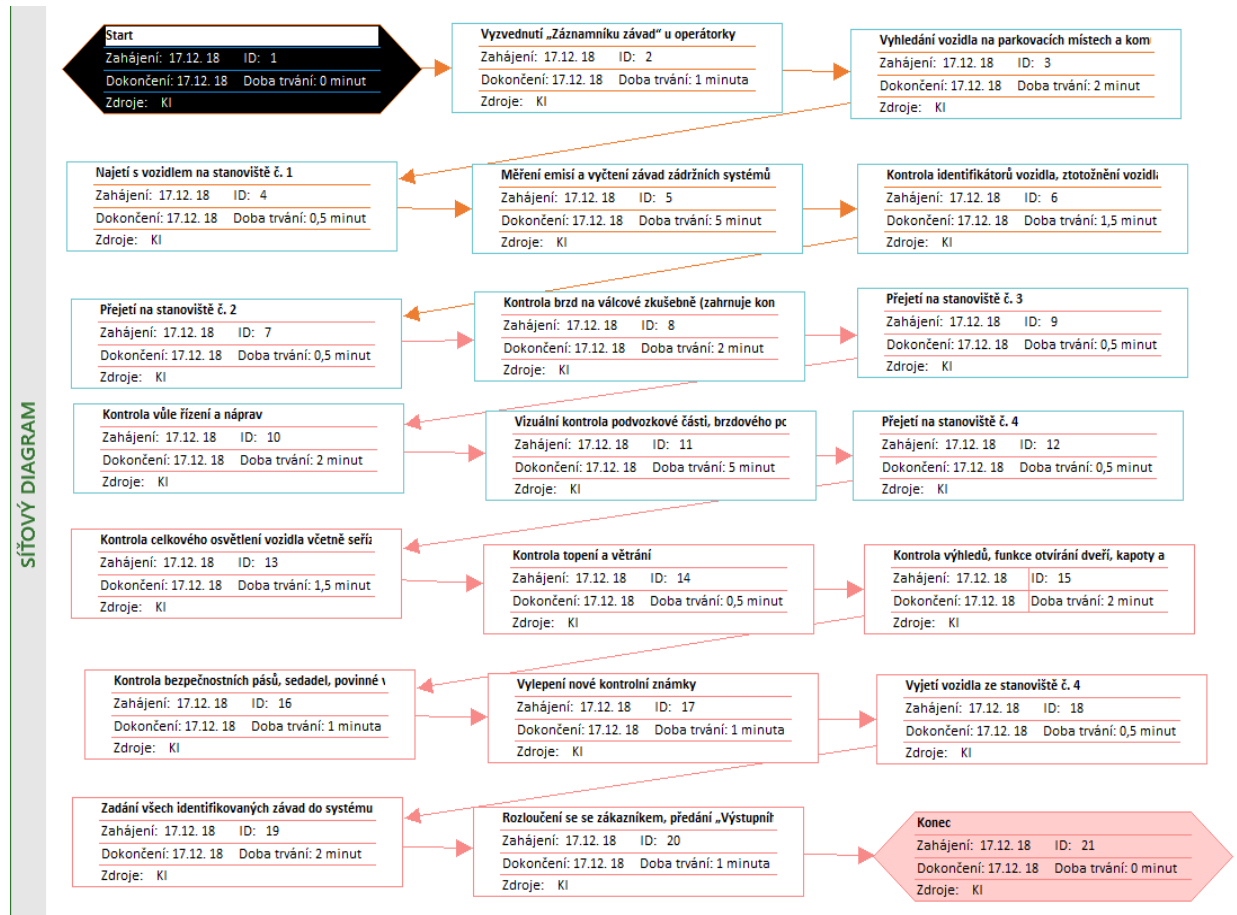 SÍŤOVÝ DIAGRAM
Start
Zahájení: 17.12. 18 ID: 1
Dokončení: 17.12. 18 Doba trvání: 0 minut
Zdroje: KI
Vyzvednutí „Záznamníku závad“ u operátorky
Zahájení: 17.12. 18 ID: 2
Dokončení: 17.12. 18 Doba trvání: 1 minuta
Zdroje: KI
Vyhledání vozidla na parkovacích místech a kom
Zahájení: 17.12. 18 ID: 3
Dokončení: 17.12. 18 Doba trvání: 2 minut
Zdroje: KI
Najetí s vozidlem na stanoviště č. 1
Zahájení: 17.12. 18 ID: 4
Dokončení: 17.12. 18 Doba trvání: 0,5 minut
Zdroje: KI
Měření emisí a vyčtení závad zádržních systémů
Zahájení: 17.12. 18 ID: 5
Dokončení: 17.12. 18 Doba trvání: 5 minut
Zdroje: KI
Kontrola identifikátorů vozidla, ztotožnění vozidla
Zahájení: 17.12. 18 ID: 6
Dokončení: 17.12. 18 Doba trvání: 1,5 minut
Zdroje: KI
Přejetí na stanoviště č. 2
Zahájení: 17.12. 18 ID: 7
Dokončení: 17.12. 18 Doba trvání: 0,5 minut
Zdroje: KI
Kontrola brzd na válcové zkušebně (zahrnuje kon
Zahájení: 17.12. 18 ID: 8
Dokončení: 17.12. 18 Doba trvání: 2 minut
Zdroje: KI
Přejetí na stanoviště č. 3
Zahájení: 17.12. 18 ID: 9
Dokončení: 17.12. 18 Doba trvání: 0,5 minut
Zdroje: KI
Kontrola vůle řízení a náprav
Zahájení: 17.12. 18 ID: 10
Dokončení: 17.12. 18 Doba trvání: 2 minut
Zdroje: KI
Vizuální kontrola podvozkové části, brzdového po
Zahájení: 17.12. 18 ID: 11
Dokončení: 17.12. 18 Doba trvání: 5 minut
Zdroje: KI
Přejetí na stanoviště č. 4
Zahájení: 17.12. 18 ID: 12
Dokončení: 17.12. 18 Doba trvání: 0,5 minut
Zdroje: KI
Kontrola celkového osvětlení vozidla včetně seříz
Zahájení: 17.12. 18 ID: 13
Dokončení: 17.12. 18 Doba trvání: 1,5 minut
Zdroje: KI
Kontrola topení a větrání
Zahájení: 17.12. 18 ID: 14
Dokončení: 17.12. 18 Doba trvání: 0,5 minut
Zdroje: KI
Kontrola výhledů, funkce otvírání dveří, kapoty a
Zahájení: 17.12. 18 ID: 15
Dokončení: 17.12. 18 Doba trvání: 2 minut
Zdroje: KI
Kontrola bezpečnostních pásů, sedadel, povinné v
Zahájení: 17.12. 18 ID: 16
Dokončení: 17.12. 18 Doba trvání: 1 minuta
Zdroje: KI
Vylepení nové kontrolní známky
Zahájení: 17.12. 18 ID: 17
Dokončení: 17.12. 18 Doba trvání: 1 minuta
Zdroje: KI
Vyjetí vozidla ze stanoviště č. 4
Zahájení: 17.12. 18 ID: 18
Dokončení: 17.12. 18 Doba trvání: 0,5 minut
Zdroje: KI
Zadání všech identifikovaných závad do systému
Zahájení: 17.12. 18 ID: 19
Dokončení: 17.12. 18 Doba trvání: 2 minut
Zdroje: KI
Rozloučení se se zákazníkem, předání „Výstupníh
Zahájení: 17.12. 18 ID: 20
Dokončení: 17.12. 18 Doba trvání: 1 minuta
Zdroje: KI
Konec
Zahájení: 17.12. 18 ID: 21
Dokončení: 17.12. 18 Doba trvání: 0 minut
Zdroje: KI